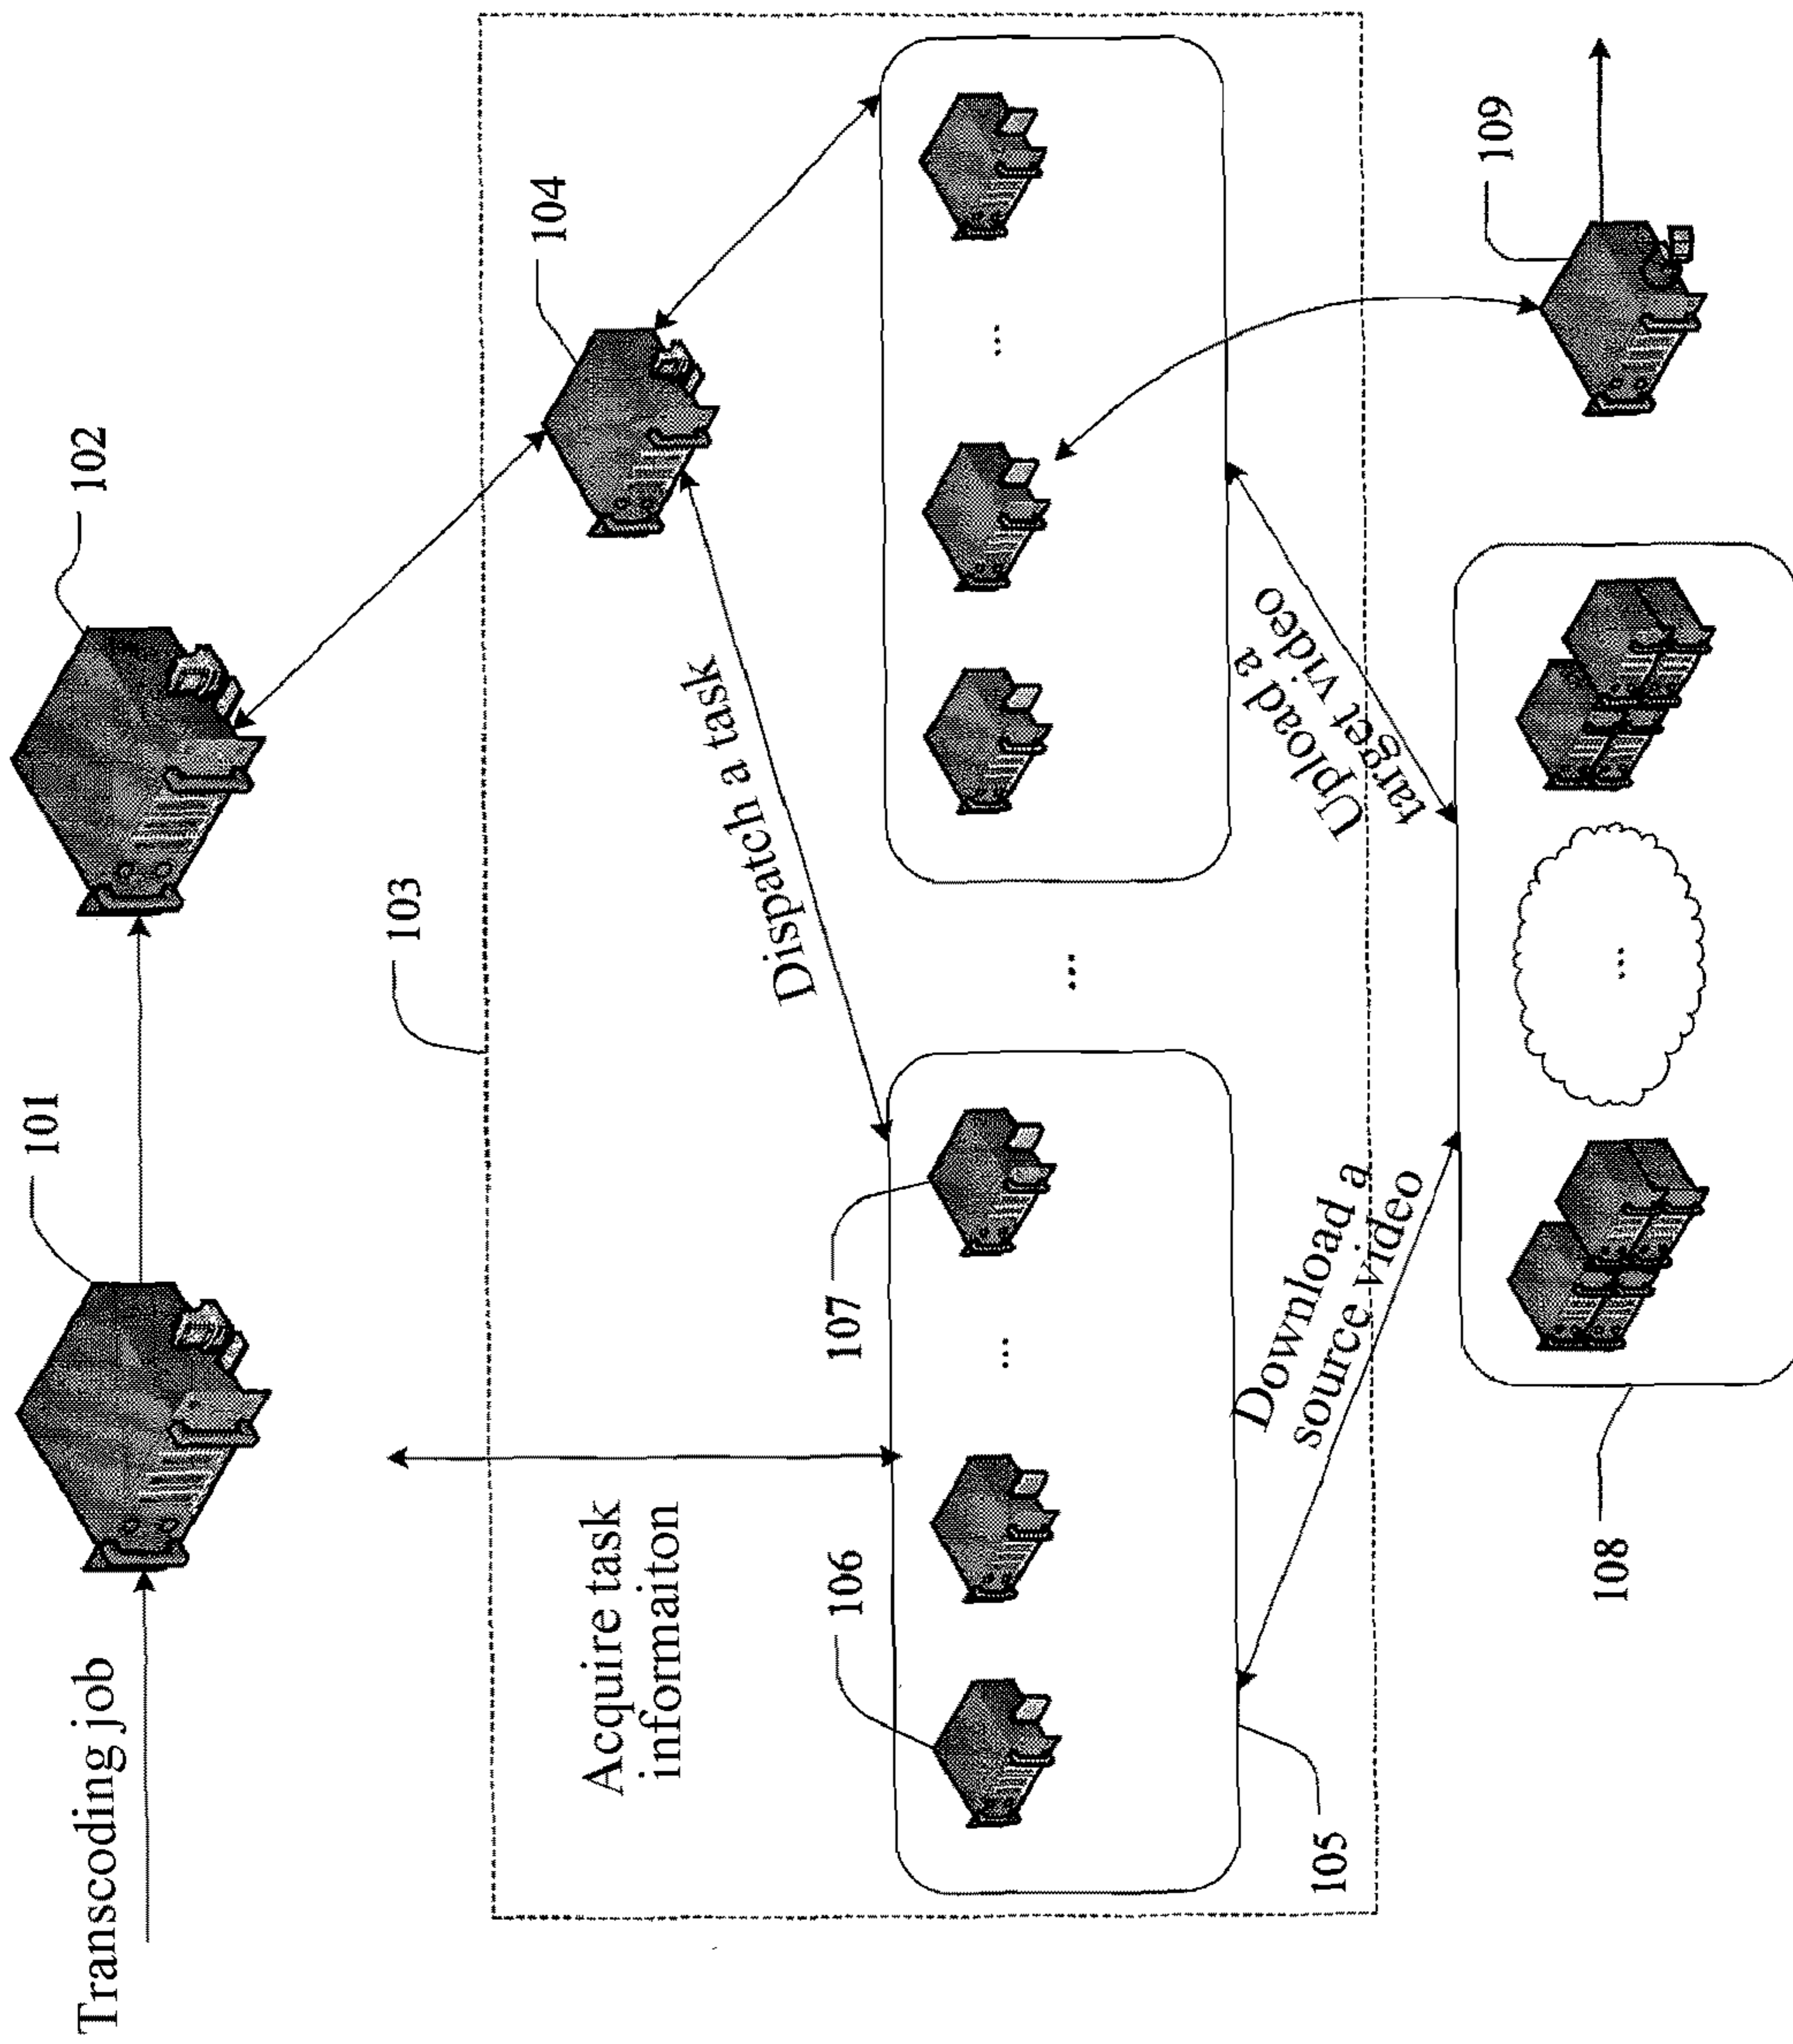 Transcoding job
101
102
103
104
Acquire task
informaiton
Dispatch a task
106
107
...
...
...
105
Download a
source video
Upload a
target video
108
...
109